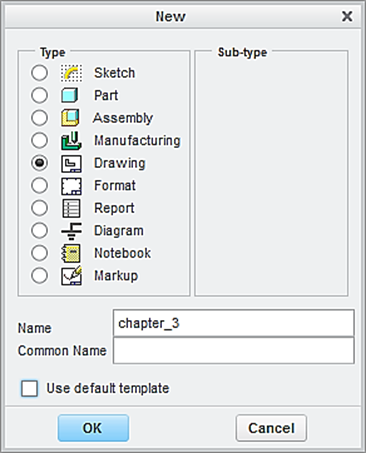 New
Type
Sub-type
Sketch
Part
Assembly
Manufacturing
Drawing
Format
Report
Diagram
Notebook
Markup
Name chapter_3
Common Name
Use default template
OK Cancel